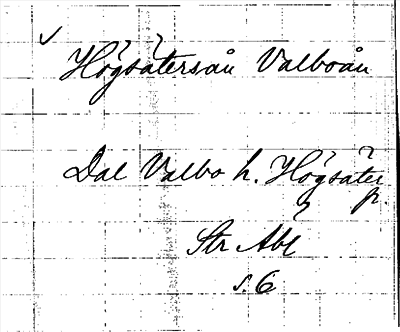 Högsätersån Valboån
Dal Valbo h. Högsäter
p.
Str Abl
s. 6